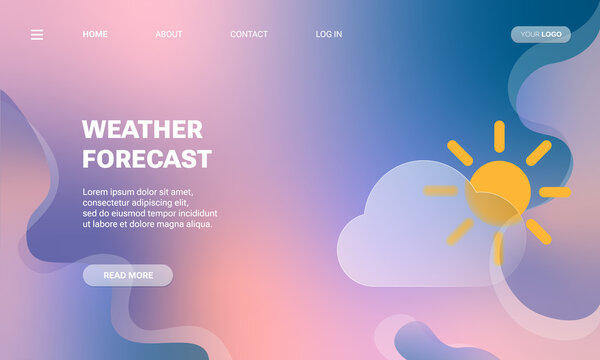 HOME
ABOUT
CONTACT
LOG IN
YOUR LOGO
WEATHER
FORECAST
Lorem ipsum dolor sit amet,
consectetur adipiscing elit,
sed do eiusmod tempor incididunt
ut labore et dolore magna aliqua.
READ MORE